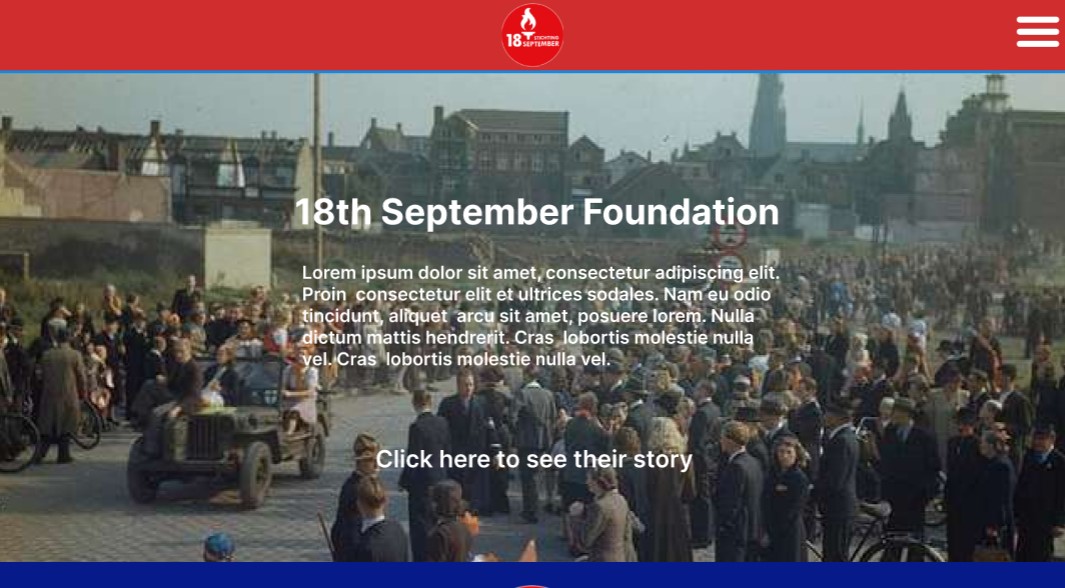 18 STICHTING
SEPTEMBER
18th September Foundation
Lorem ipsum dolor sit amet, consectetur adipiscing elit.
Proin  consectetur elit et ultrices sodales. Nam eu odio
tincidunt, aliquet  arcu sit amet, posuere lorem. Nulla
dictum mattis hendrerit. Cras  lobortis molestie nulla
vel. Cras  lobortis molestie nulla vel.
Click here to see their story